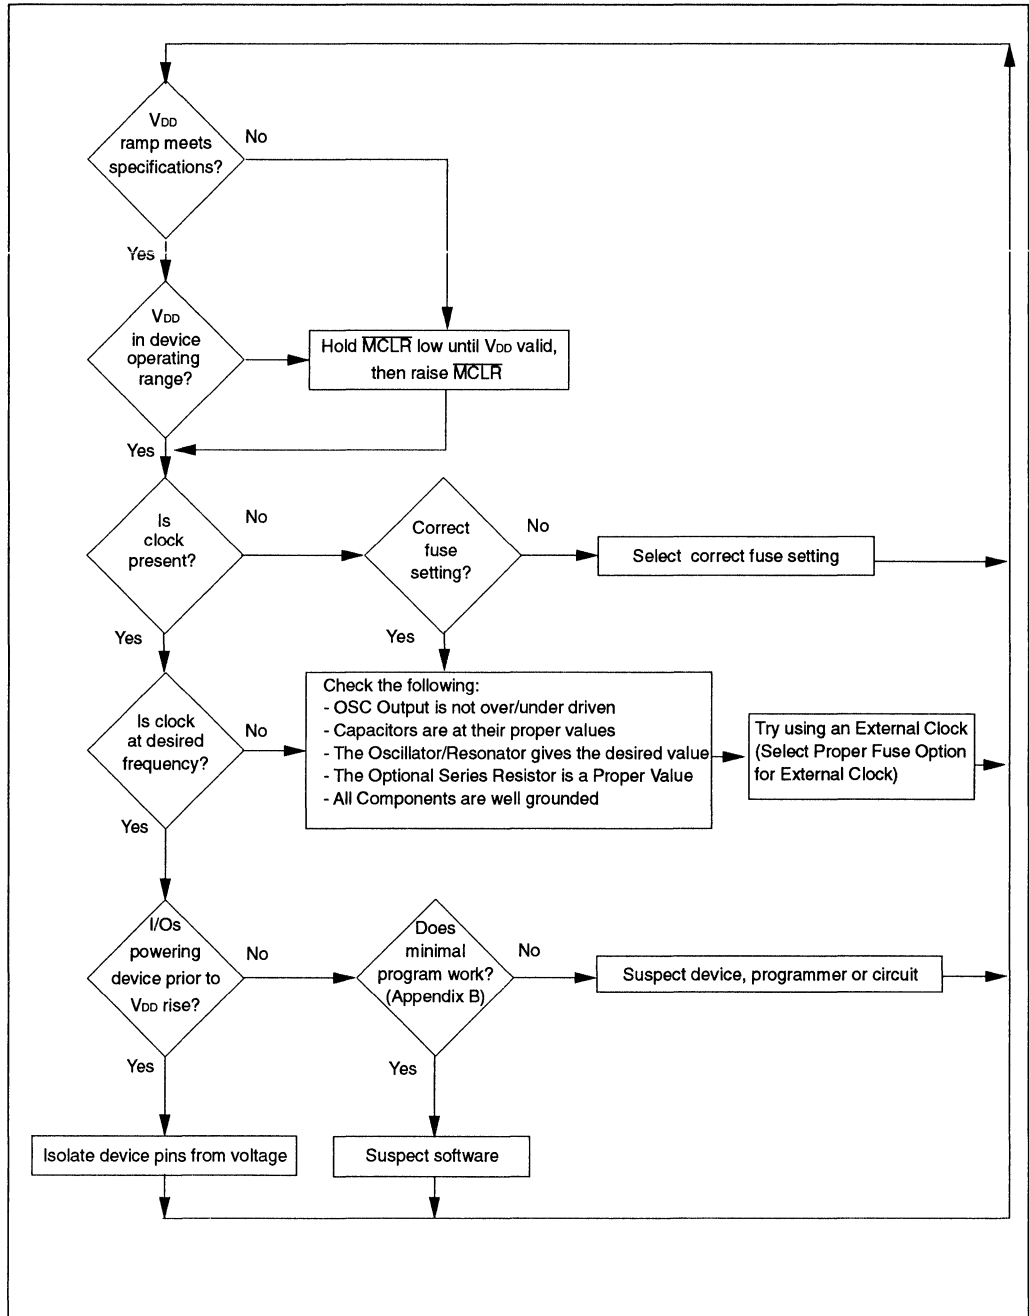 VDD
ramp meets
specifications?
No
Yes
VDD
in device
operating
range?
Hold MCLR low until VDD valid,
then raise MCLR
Yes
Is
clock
present?
No
Correct
fuse
setting?
No
Select correct fuse setting
Yes
Yes
Is clock
at desired
frequency?
No
Check the following:
- OSC Output is not over/under driven
- Capacitors are at their proper values
- The Oscillator/Resonator gives the desired value
- The Optional Series Resistor is a Proper Value
- All Components are well grounded
Try using an External Clock
(Select Proper Fuse Option
for External Clock)
Yes
I/Os
powering
device prior to
VDD rise?
No
Does
minimal
program work?
(Appendix B)
No
Suspect device, programmer or circuit
Yes
Yes
Isolate device pins from voltage
Suspect software